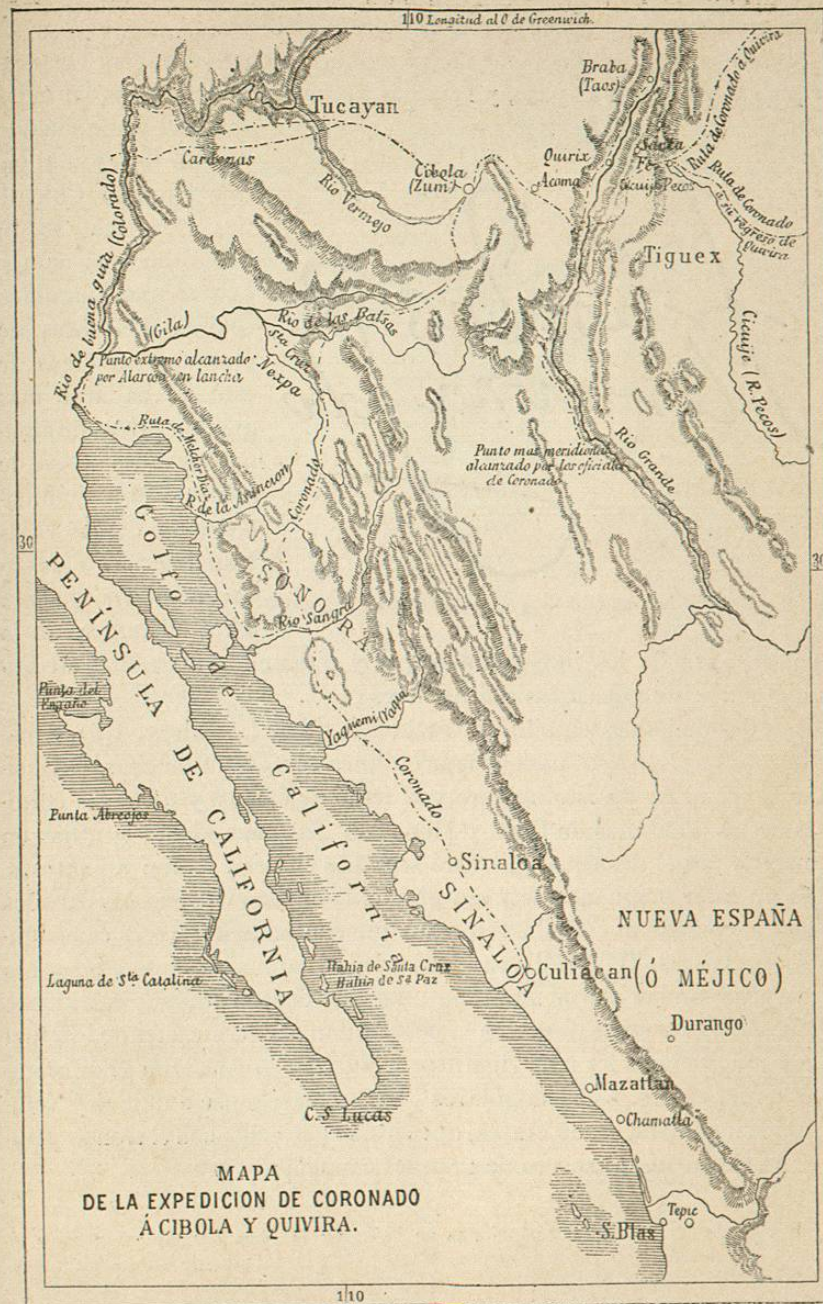 110 Longitud al O de Greenwich.
Braba
(Taos)
Ruta de Coronado á Quivira
Tucayan
Cardenas
Cibola
(Zuñi)
Quirix
Acoma
Santa
Fe
Cicuije Pecos
Ruta de Coronado
á su regreso de
Quivira
Rio Vermejo
Tiguex
Rio de buena guia (Colorado)
(Gila)
Rio de las Balsas
Sta Cruz
Nexpa
Cicuije (R. Pecos)
Punto extremo alcanzado
por Alarcon en lancha
Ruta de Melchor Diaz
R. de la Asuncion
Coronado
Punto mas meridional
alcanzado por los oficiales
de Coronado
Rio Grande
30
30
Golfo de California
PENÍNSULA DE CALIFORNIA
SONORA
Rio Sangra
Punta del
Engaño
Yaquemi (Yaqui
Coronado
Punta Abreojos
Sinaloa
SINALOA
NUEVA ESPAÑA
(Ó MÉJICO)
Culiacan
Laguna de Sta Catalina
Bahia de Santa Cruz
Bahia de Sa Paz
Durango
Mazatlan
Chamatla
C. S Lucas
MAPA
DE LA EXPEDICION DE CORONADO
Á CIBOLA Y QUIVIRA.
S. Blas
Tepic
110